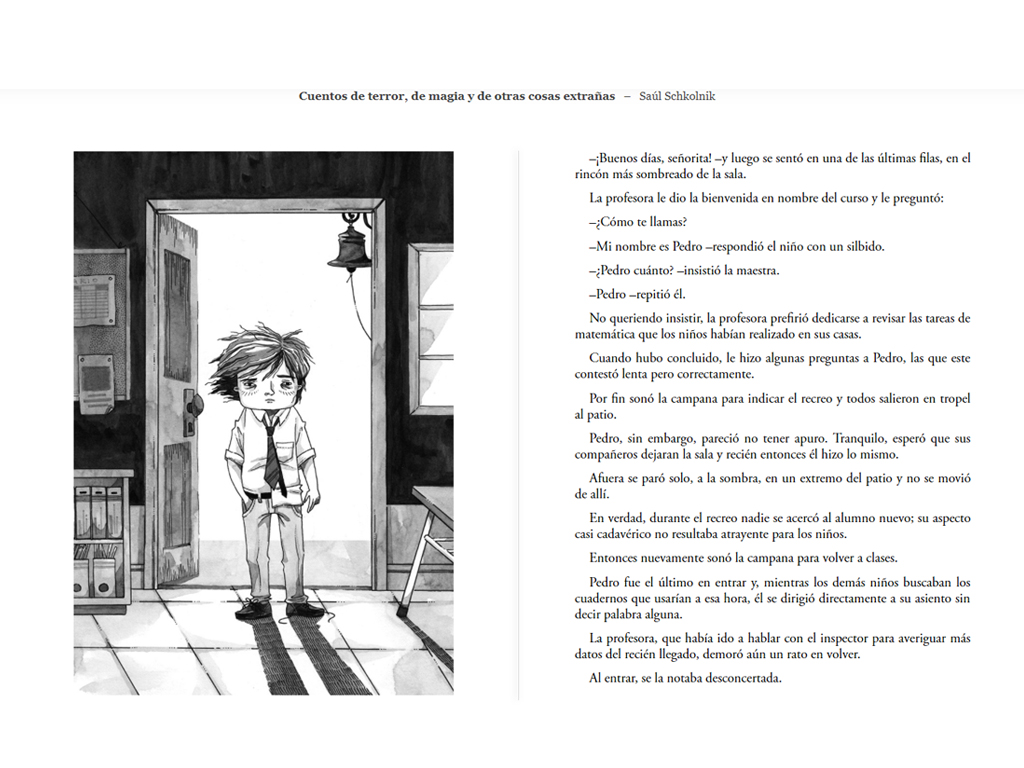 Cuentos de terror, de magia y de otras cosas extrañas – Saúl Schkolnik
–¡Buenos días, señorita! –y luego se sentó en una de las últimas filas, en el
rincón más sombreado de la sala.
La profesora le dio la bienvenida en nombre del curso y le preguntó:
–¿Cómo te llamas?
–Mi nombre es Pedro –respondió el niño con un silbido.
–¿Pedro cuánto? –insistió la maestra.
–Pedro –repitió él.
No queriendo insistir, la profesora prefirió dedicarse a revisar las tareas de
matemática que los niños habían realizado en sus casas.
Cuando hubo concluido, le hizo algunas preguntas a Pedro, las que este
contestó lenta pero correctamente.
Por fin sonó la campana para indicar el recreo y todos salieron en tropel
al patio.
Pedro, sin embargo, pareció no tener apuro. Tranquilo, esperó que sus
compañeros dejaran la sala y recién entonces él hizo lo mismo.
Afuera se paró solo, a la sombra, en un extremo del patio y no se movió
de allí.
En verdad, durante el recreo nadie se acercó al alumno nuevo; su aspecto
casi cadavérico no resultaba atrayente para los niños.
Entonces nuevamente sonó la campana para volver a clases.
Pedro fue el último en entrar y, mientras los demás niños buscaban los
cuadernos que usarían a esa hora, él se dirigió directamente a su asiento sin
decir palabra alguna.
La profesora, que había ido a hablar con el inspector para averiguar más
datos del recién llegado, demoró aún un rato en volver.
Al entrar, se la notaba desconcertada.